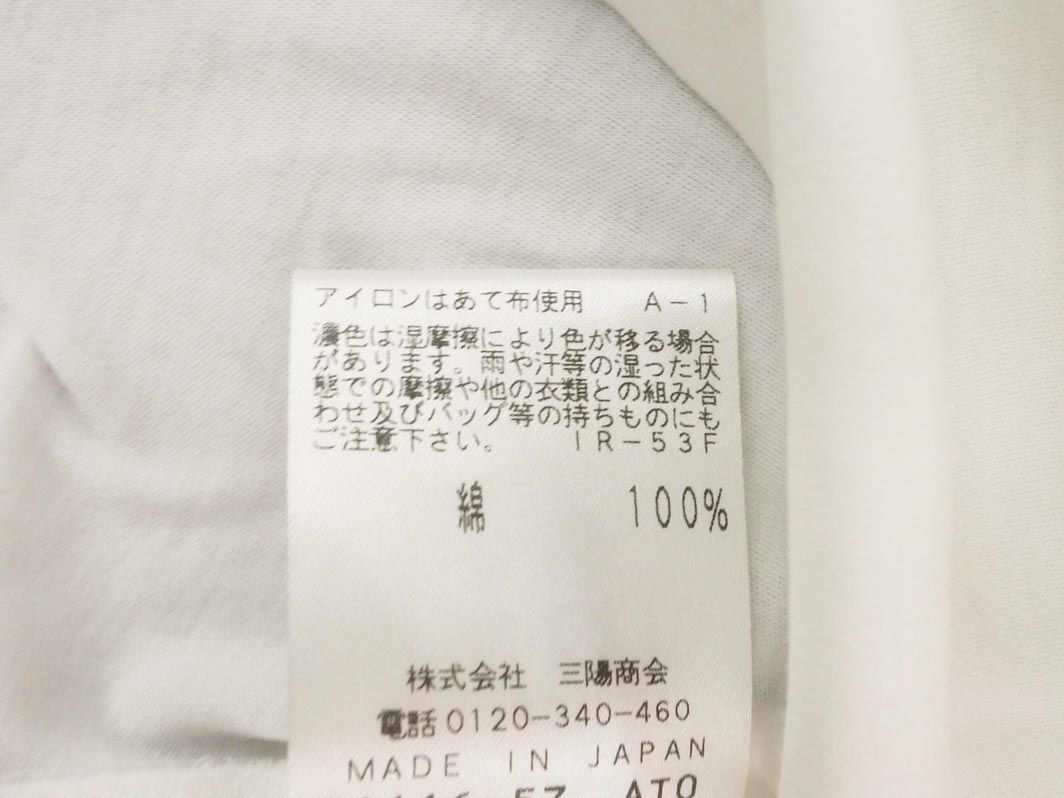 アイロンはあて布使用 A-1
濃色は湿摩擦により色が移る場合
があります。雨や汗等の湿った状
態での摩擦や他の衣類との組み合
わせ及びバッグ等の持ちものにも
ご注意下さい。 IR-53F
綿 100%
株式会社 三陽商会
電話0120-340-460
MADE IN JAPAN